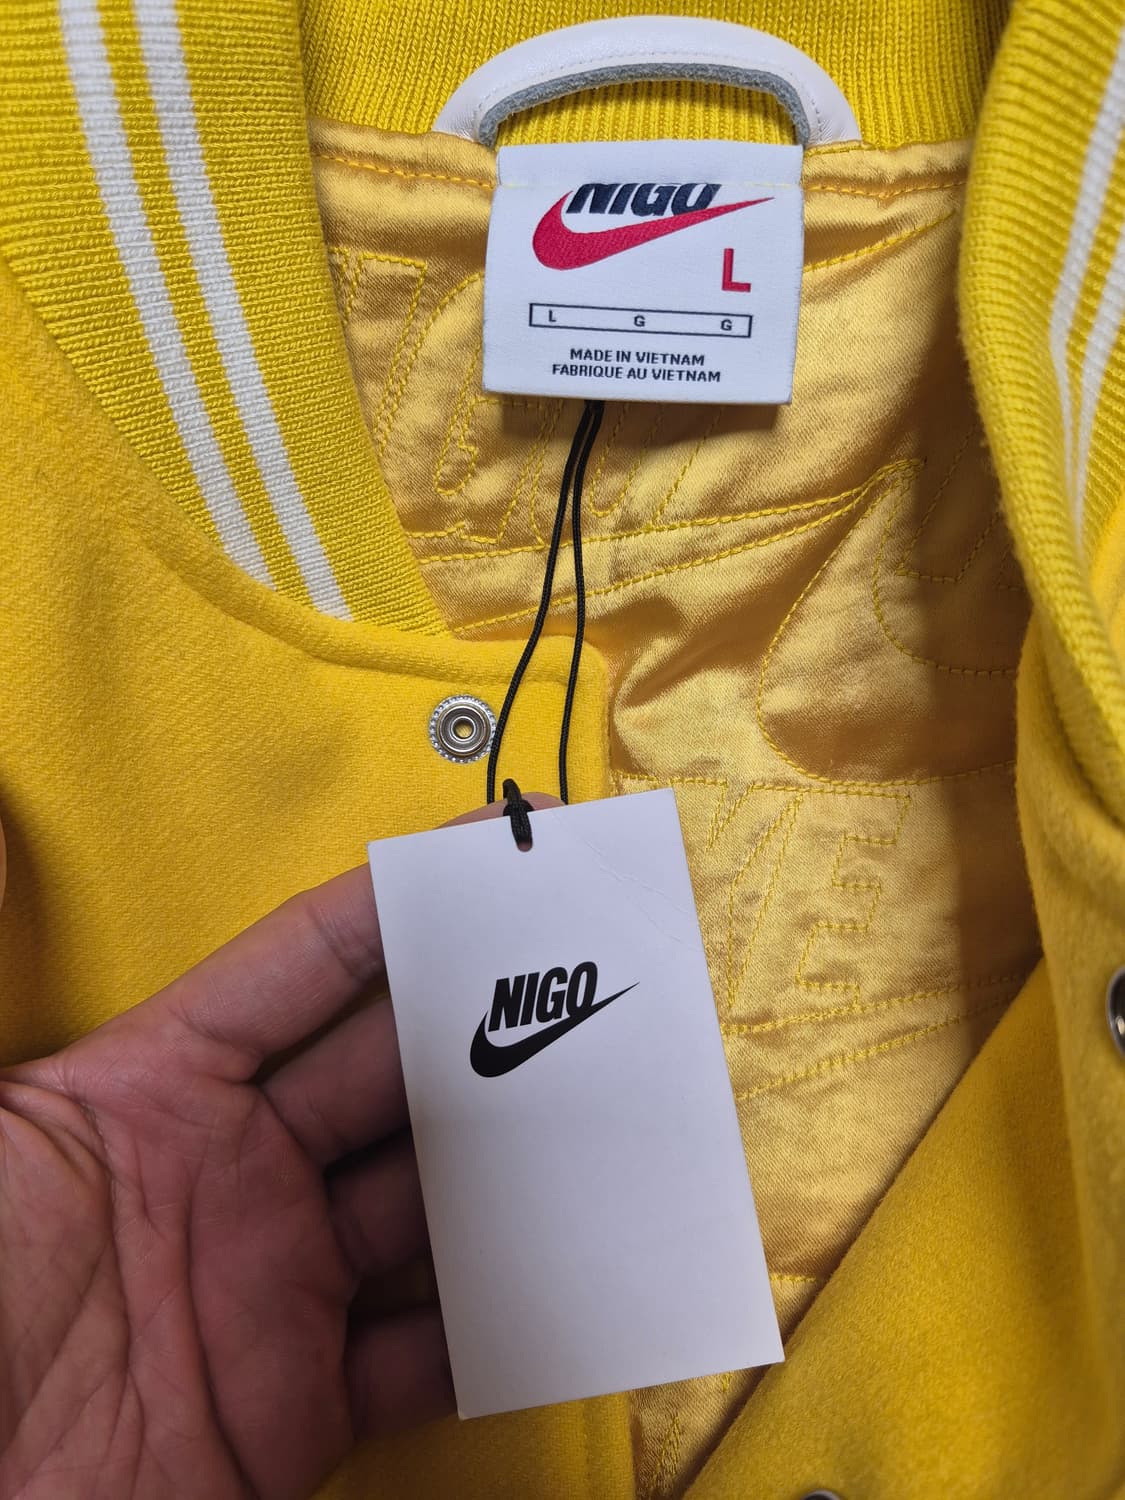 NIGO
L
L G G
MADE IN VIETNAM
FABRIQUE AU VIETNAM
NIGO